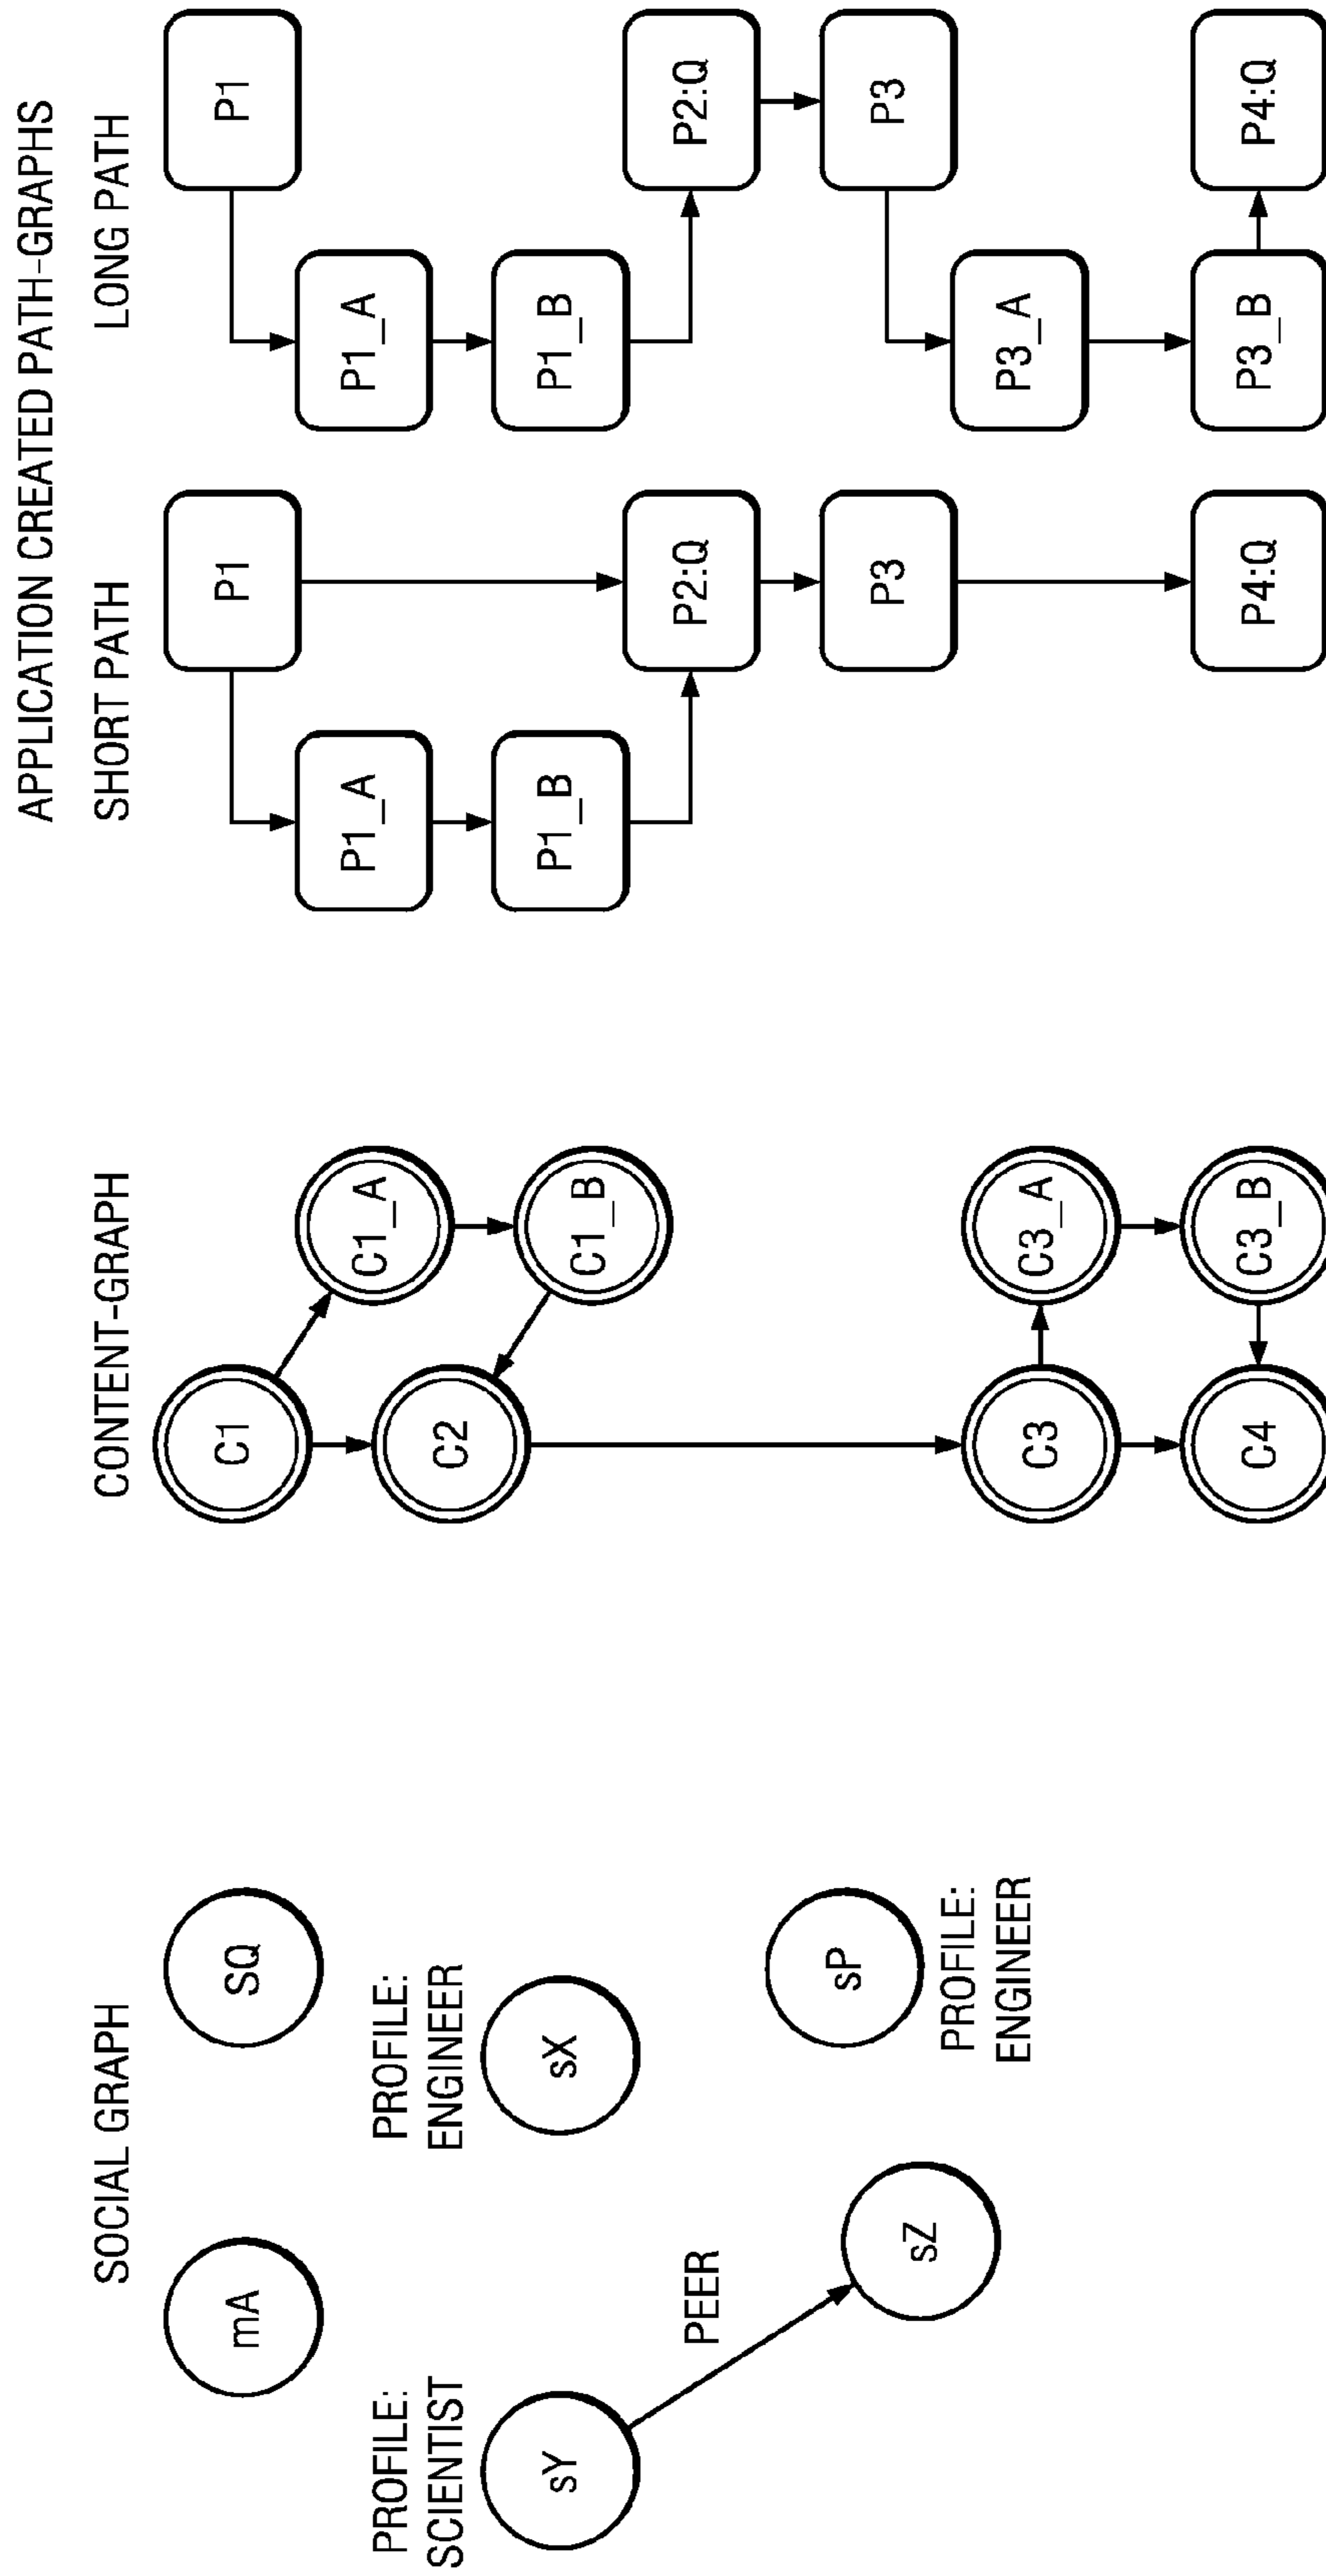 SOCIAL GRAPH
mA
SQ
PROFILE:
SCIENTIST
PROFILE:
ENGINEER
sY
sX
PEER
sZ
sP
PROFILE:
ENGINEER
CONTENT-GRAPH
C1
C1_A
C2
C1_B
C3
C3_A
C4
C3_B
APPLICATION CREATED PATH-GRAPHS
SHORT PATH
P1
P1_A
P1_B
P2:Q
P3
P4:Q
LONG PATH
P1
P1_A
P1_B
P2:Q
P3
P3_A
P3_B
P4:Q